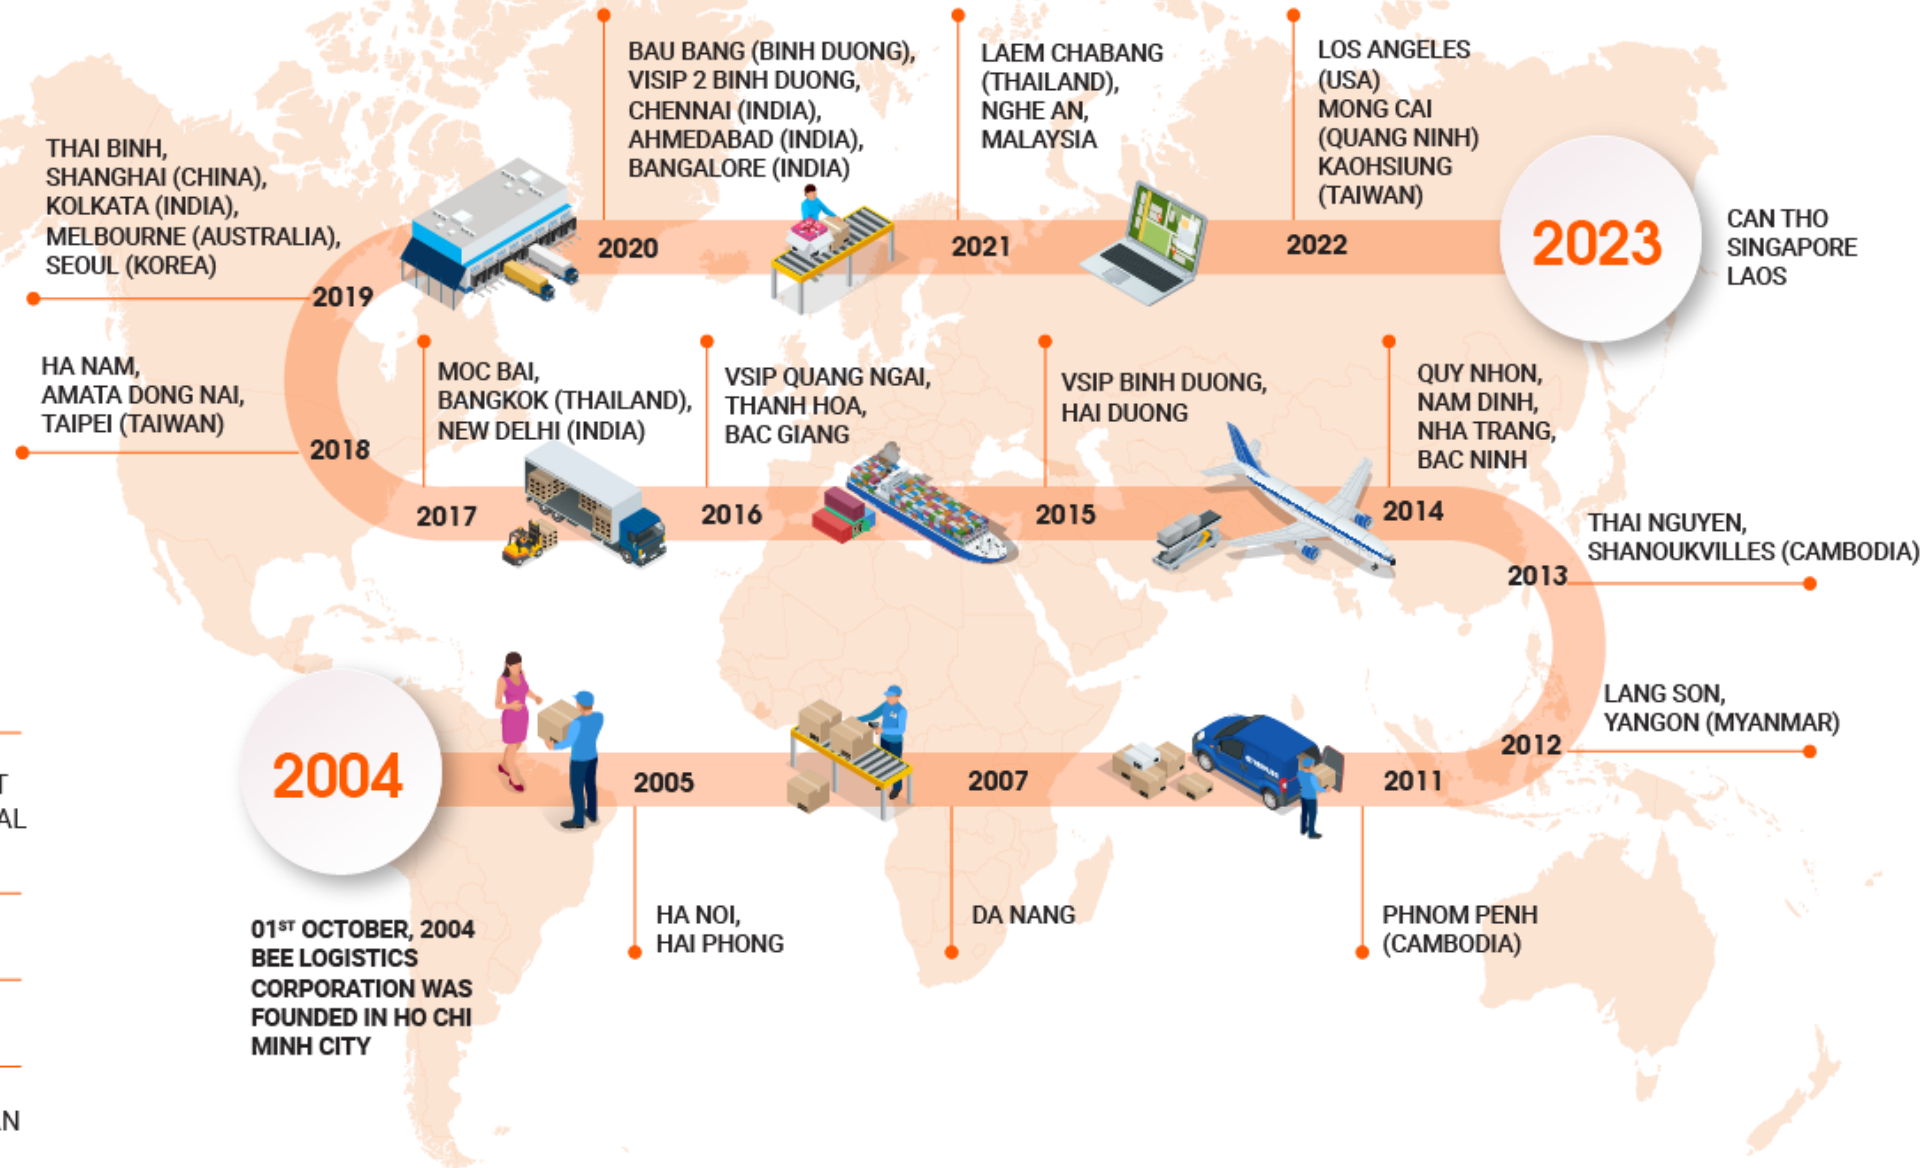 BAU BANG (BINH DUONG),
VISIP 2 BINH DUONG,
CHENNAI (INDIA),
AHMEDABAD (INDIA),
BANGALORE (INDIA)
2020
LAEM CHABANG
(THAILAND),
NGHE AN,
MALAYSIA
2021
LOS ANGELES
(USA)
MONG CAI
(QUANG NINH)
KAOHSIUNG
(TAIWAN)
2022
2023
CAN THO
SINGAPORE
LAOS
THAI BINH,
SHANGHAI (CHINA),
KOLKATA (INDIA),
MELBOURNE (AUSTRALIA),
SEOUL (KOREA)
2019
HA NAM,
AMATA DONG NAI,
TAIPEI (TAIWAN)
2018
MOC BAI,
BANGKOK (THAILAND),
NEW DELHI (INDIA)
2017
VSIP QUANG NGAI,
THANH HOA,
BAC GIANG
2016
VSIP BINH DUONG,
HAI DUONG
2015
QUY NHON,
NAM DINH,
NHA TRANG,
BAC NINH
2014
THAI NGUYEN,
SHANOUKVILLES (CAMBODIA)
2013
LANG SON,
YANGON (MYANMAR)
2012
2004
2005
2007
2011
01ST OCTOBER, 2004
BEE LOGISTICS
CORPORATION WAS
FOUNDED IN HO CHI
MINH CITY
HA NOI,
HAI PHONG
DA NANG
PHNOM PENH
(CAMBODIA)
T
AL
N